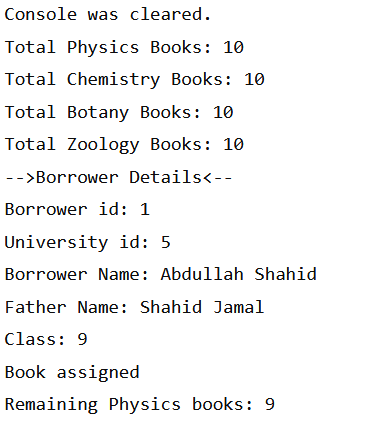 Console was cleared.
Total Physics Books: 10
Total Chemistry Books: 10
Total Botany Books: 10
Total Zoology Books: 10
-->Borrower Details<--
Borrower id: 1
University id: 5
Borrower Name: Abdullah Shahid
Father Name: Shahid Jamal
Class: 9
Book assigned
Remaining Physics books: 9